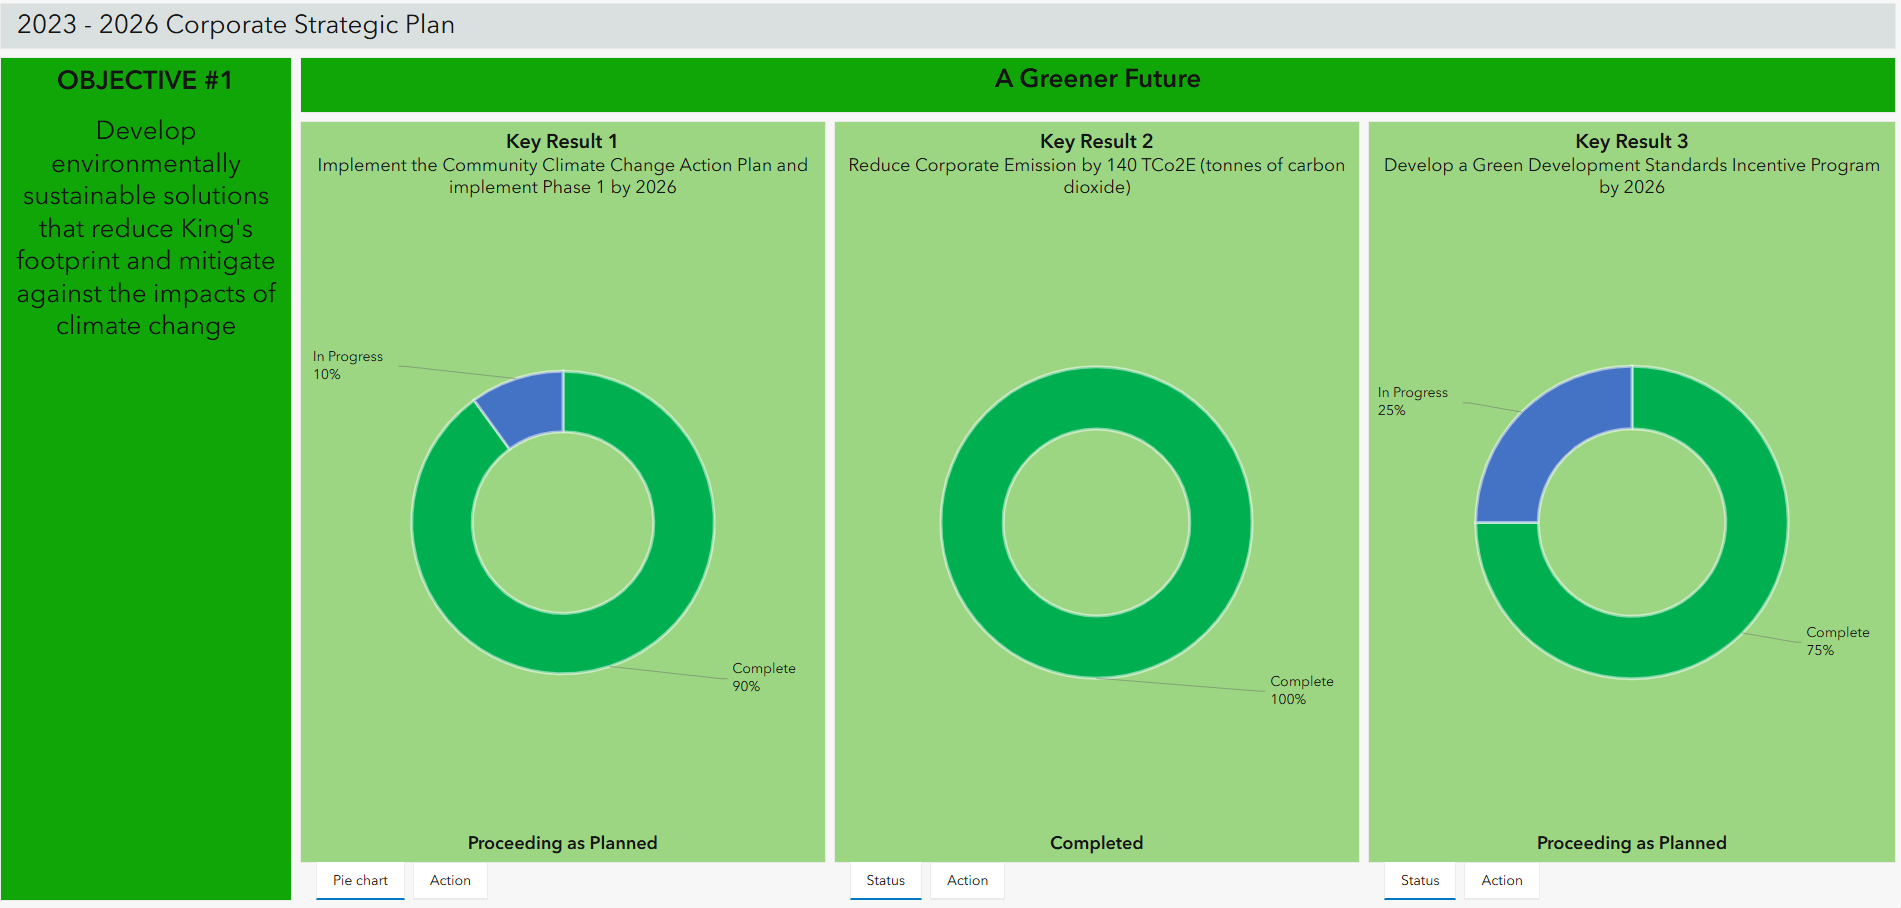 2023 - 2026 Corporate Strategic Plan
OBJECTIVE #1
Develop
environmentally
sustainable solutions
that reduce King's
footprint and mitigate
against the impacts of
climate change
A Greener Future
Key Result 1
Implement the Community Climate Change Action Plan and
implement Phase 1 by 2026
In Progress
10%
Complete
90%
Proceeding as Planned
Pie chart
Action
Key Result 2
Reduce Corporate Emission by 140 TCo2E (tonnes of carbon
dioxide)
Complete
100%
Completed
Status
Action
Key Result 3
Develop a Green Development Standards Incentive Program
by 2026
In Progress
25%
Complete
75%
Proceeding as Planned
Status
Action